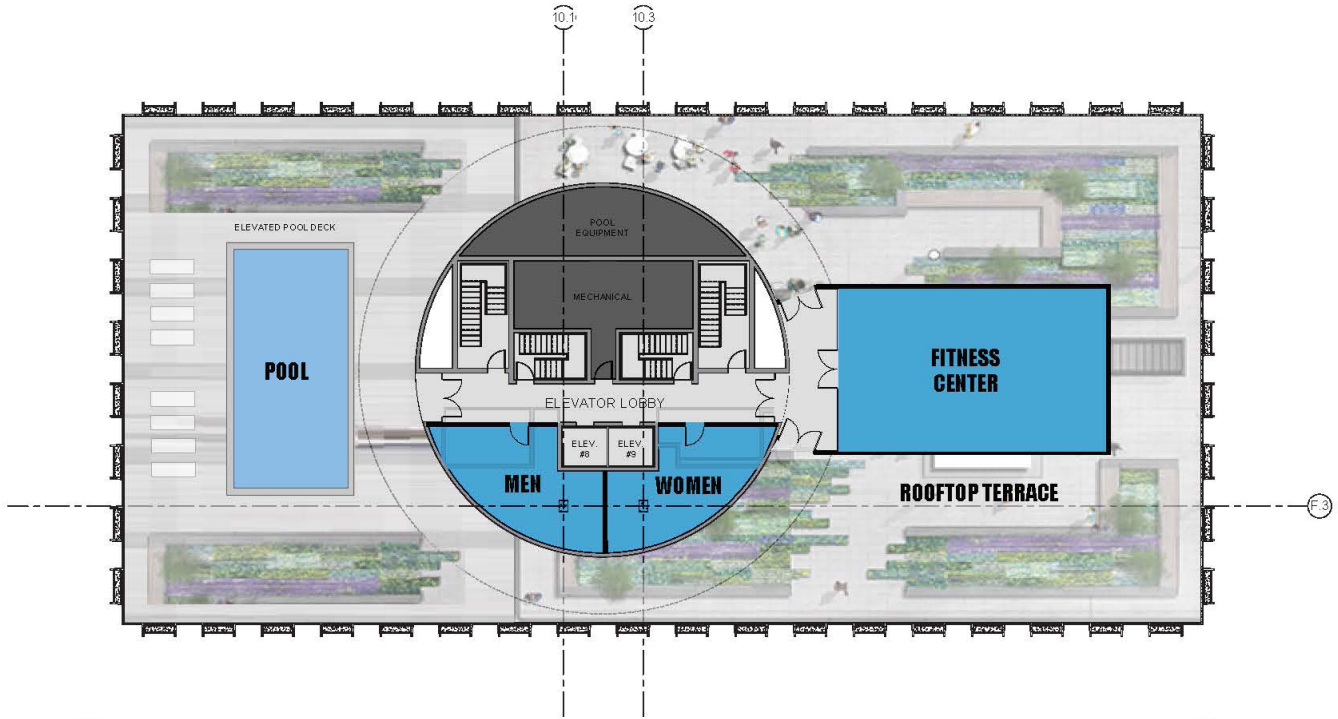 10.1
10.3
POOL
EQUIPMENT
ELEVATED POOL DECK
MECHANICAL
POOL
FITNESS
CENTER
ELEVATOR LOBBY
ELEV.
#8
ELEV.
#9
MEN
WOMEN
ROOFTOP TERRACE
F.3